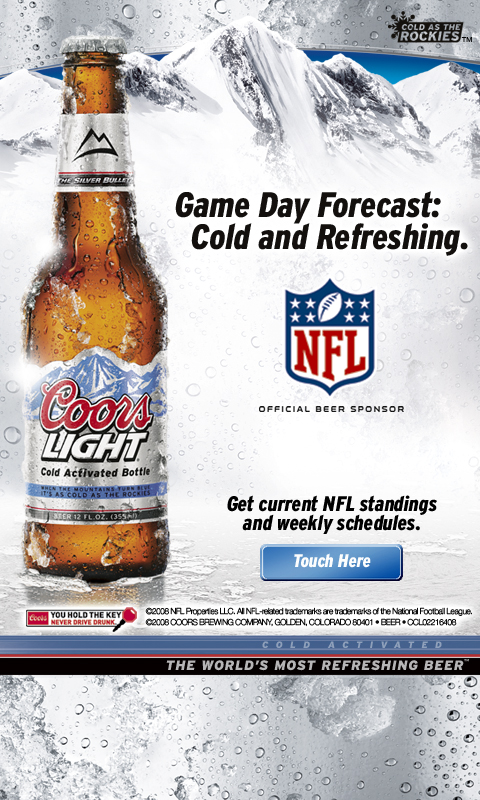 COLD AS THE
ROCKIES™
THE SILVER BULLET
Game Day Forecast:
Cold and Refreshing.
NFL
OFFICIAL BEER SPONSOR
Coors
LIGHT
Cold Activated Bottle
WHEN THE MOUNTAINS TURN BLUE
IT'S AS COLD AS THE ROCKIES
BEER 12 FL. OZ. (355 ml)
Get current NFL standings
and weekly schedules.
Touch Here
Coors
YOU HOLD THE KEY
NEVER DRIVE DRUNK.
©2008 NFL Properties LLC. All NFL-related trademarks are trademarks of the National Football League.
©2008 COORS BREWING COMPANY, GOLDEN, COLORADO 80401 • BEER • CCL02216408
COLD ACTIVATED
THE WORLD'S MOST REFRESHING BEER™